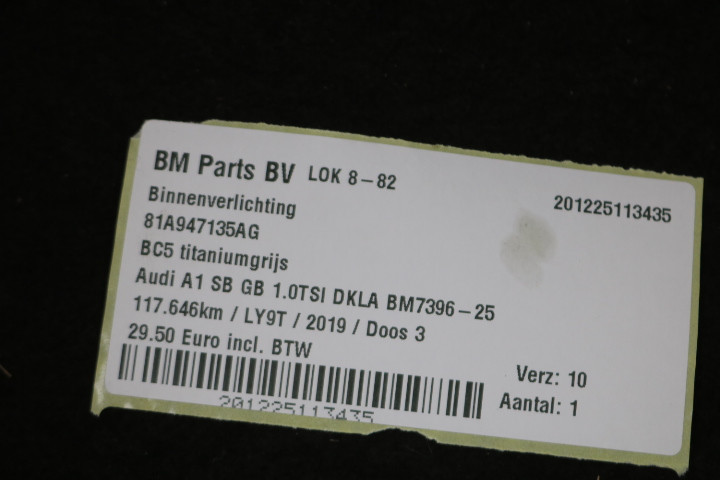 BM Parts BV LOK 8-82
201225113435
Binnenverlichting
81A947135AG
BC5 titaniumgrijs
Audi A1 SB GB 1.0TSI DKLA BM7396-25
117.646km / LY9T / 2019 / Doos 3
29.50 Euro incl. BTW
Verz: 10
Aantal: 1
201225113435